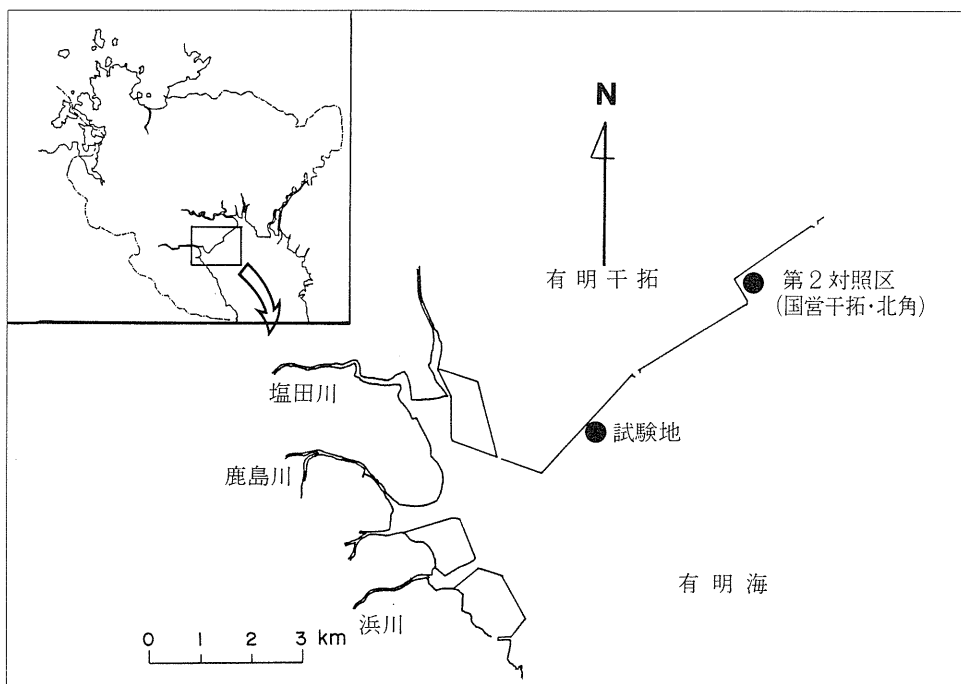 N
有明干拓
第2対照区
(国営干拓・北角)
塩田川
試験地
鹿島川
有明海
浜川
0 1 2 3 km